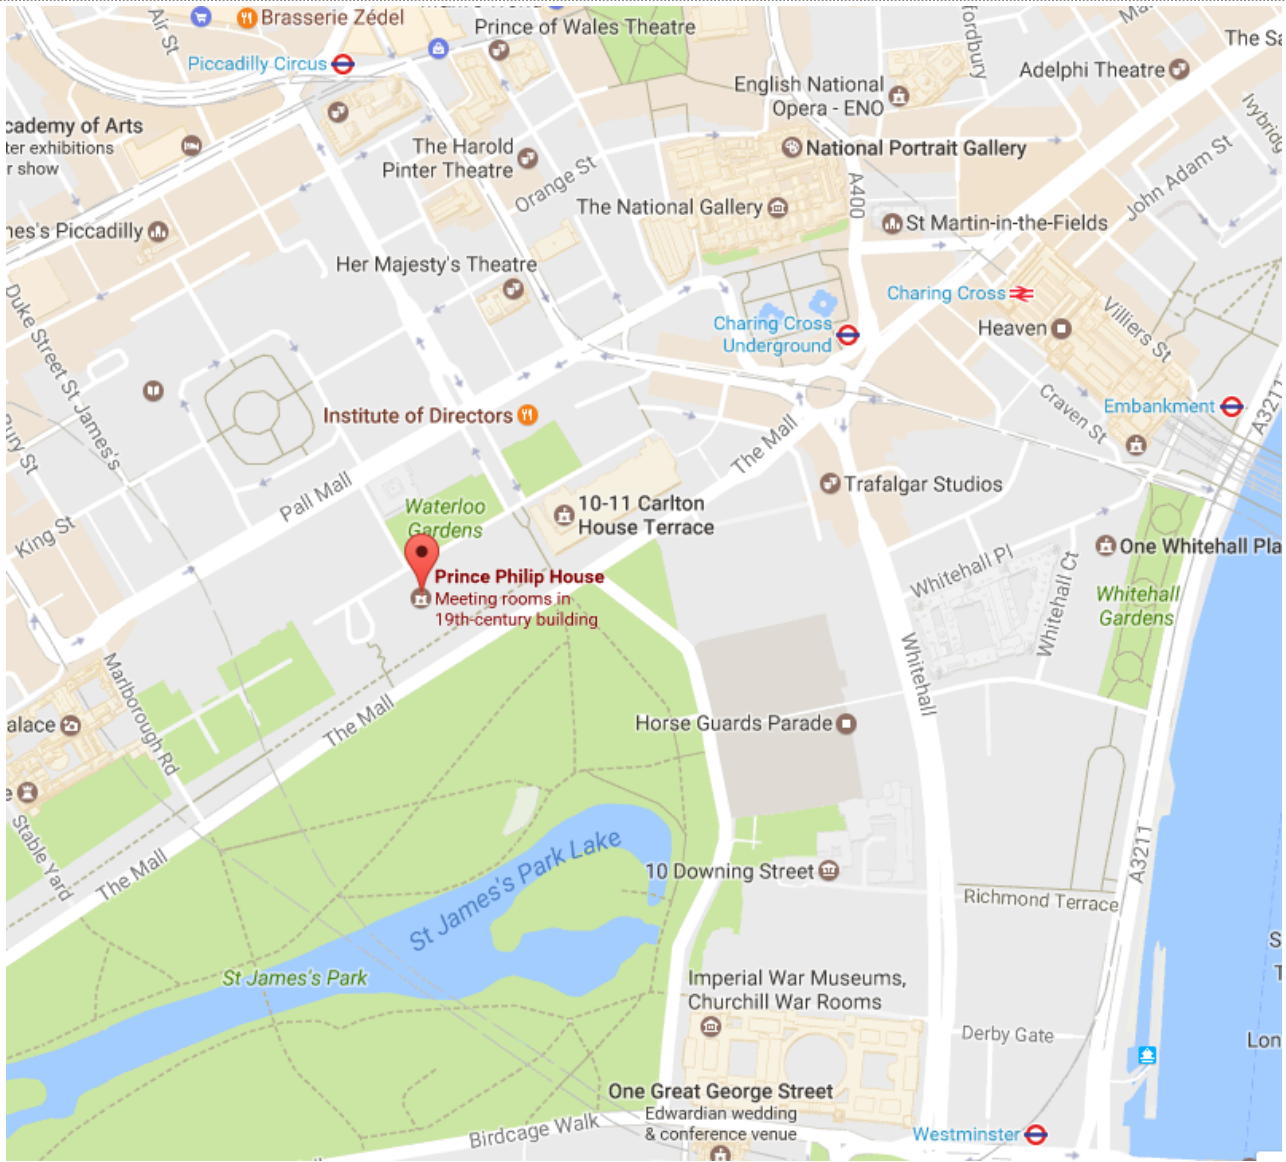 Brasserie Zédel
Prince of Wales Theatre
Air St
Piccadilly Circus
fordbury
The Sa
Adelphi Theatre
English National
Opera - ENO
Ivybridg
cademy of Arts
ter exhibitions
r show
The Harold
Pinter Theatre
National Portrait Gallery
John Adam St
Orange St
A400
The National Gallery
St Martin-in-the-Fields
nes's Piccadilly
Her Majesty's Theatre
Charing Cross
Duke Street St James's
Charing Cross
Underground
Heaven
Villiers St
Institute of Directors
Craven St
Embankment
A3211
Bury St
The Mall
Pall Mall
Trafalgar Studios
Waterloo
Gardens
10-11 Carlton
House Terrace
King St
One Whitehall Pla
Whitehall Pl
Whitehall Ct
Whitehall
Gardens
Prince Philip House
Meeting rooms in
19th-century building
Whitehall
Marlborough Rd
The Mall
alace
Horse Guards Parade
e
Stable Yard
The Mall
St James's Park Lake
10 Downing Street
A3211
Richmond Terrace
S
T
St James's Park
Imperial War Museums,
Churchill War Rooms
Derby Gate
Lon
One Great George Street
Edwardian wedding
& conference venue
Birdcage Walk
Westminster